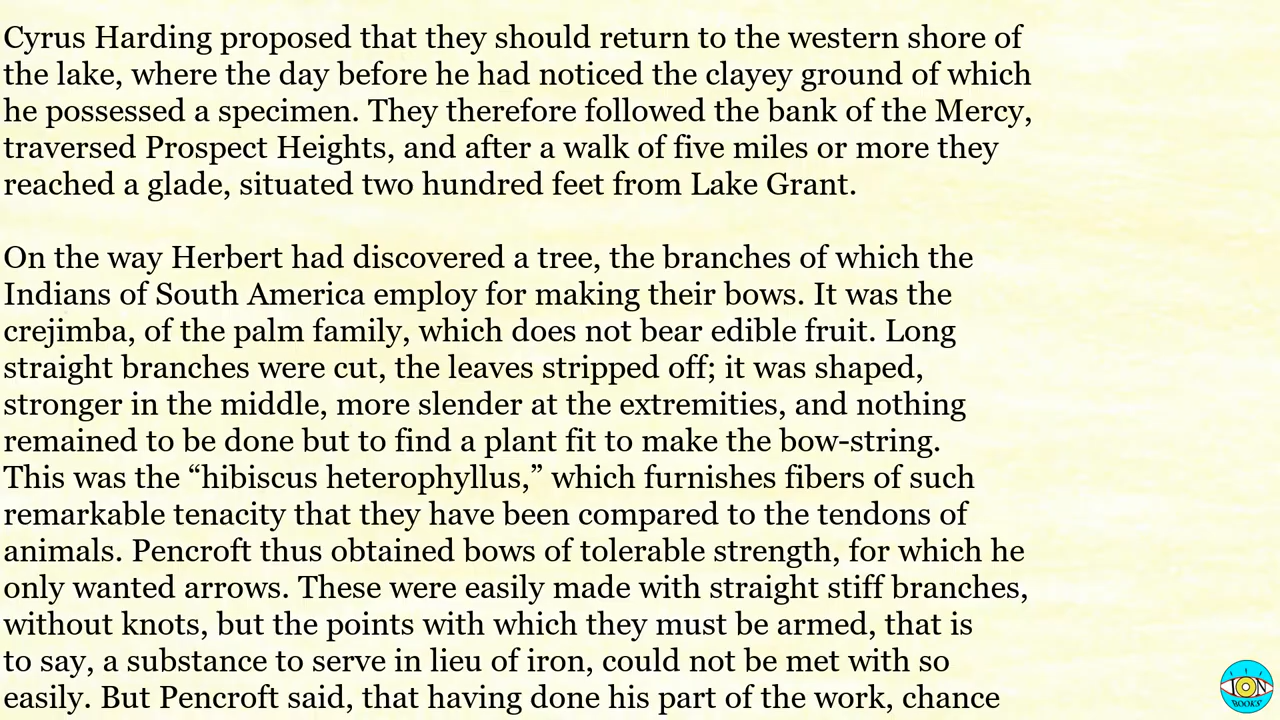 Cyrus Harding proposed that they should return to the western shore of
the lake, where the day before he had noticed the clayey ground of which
he possessed a specimen. They therefore followed the bank of the Mercy,
traversed Prospect Heights, and after a walk of five miles or more they
reached a glade, situated two hundred feet from Lake Grant.
On the way Herbert had discovered a tree, the branches of which the
Indians of South America employ for making their bows. It was the
crejimba, of the palm family, which does not bear edible fruit. Long
straight branches were cut, the leaves stripped off; it was shaped,
stronger in the middle, more slender at the extremities, and nothing
remained to be done but to find a plant fit to make the bow-string.
This was the “hibiscus heterophyllus,” which furnishes fibers of such
remarkable tenacity that they have been compared to the tendons of
animals. Pencroft thus obtained bows of tolerable strength, for which he
only wanted arrows. These were easily made with straight stiff branches,
without knots, but the points with which they must be armed, that is
to say, a substance to serve in lieu of iron, could not be met with so
easily. But Pencroft said, that having done his part of the work, chance
ION
BOOKS